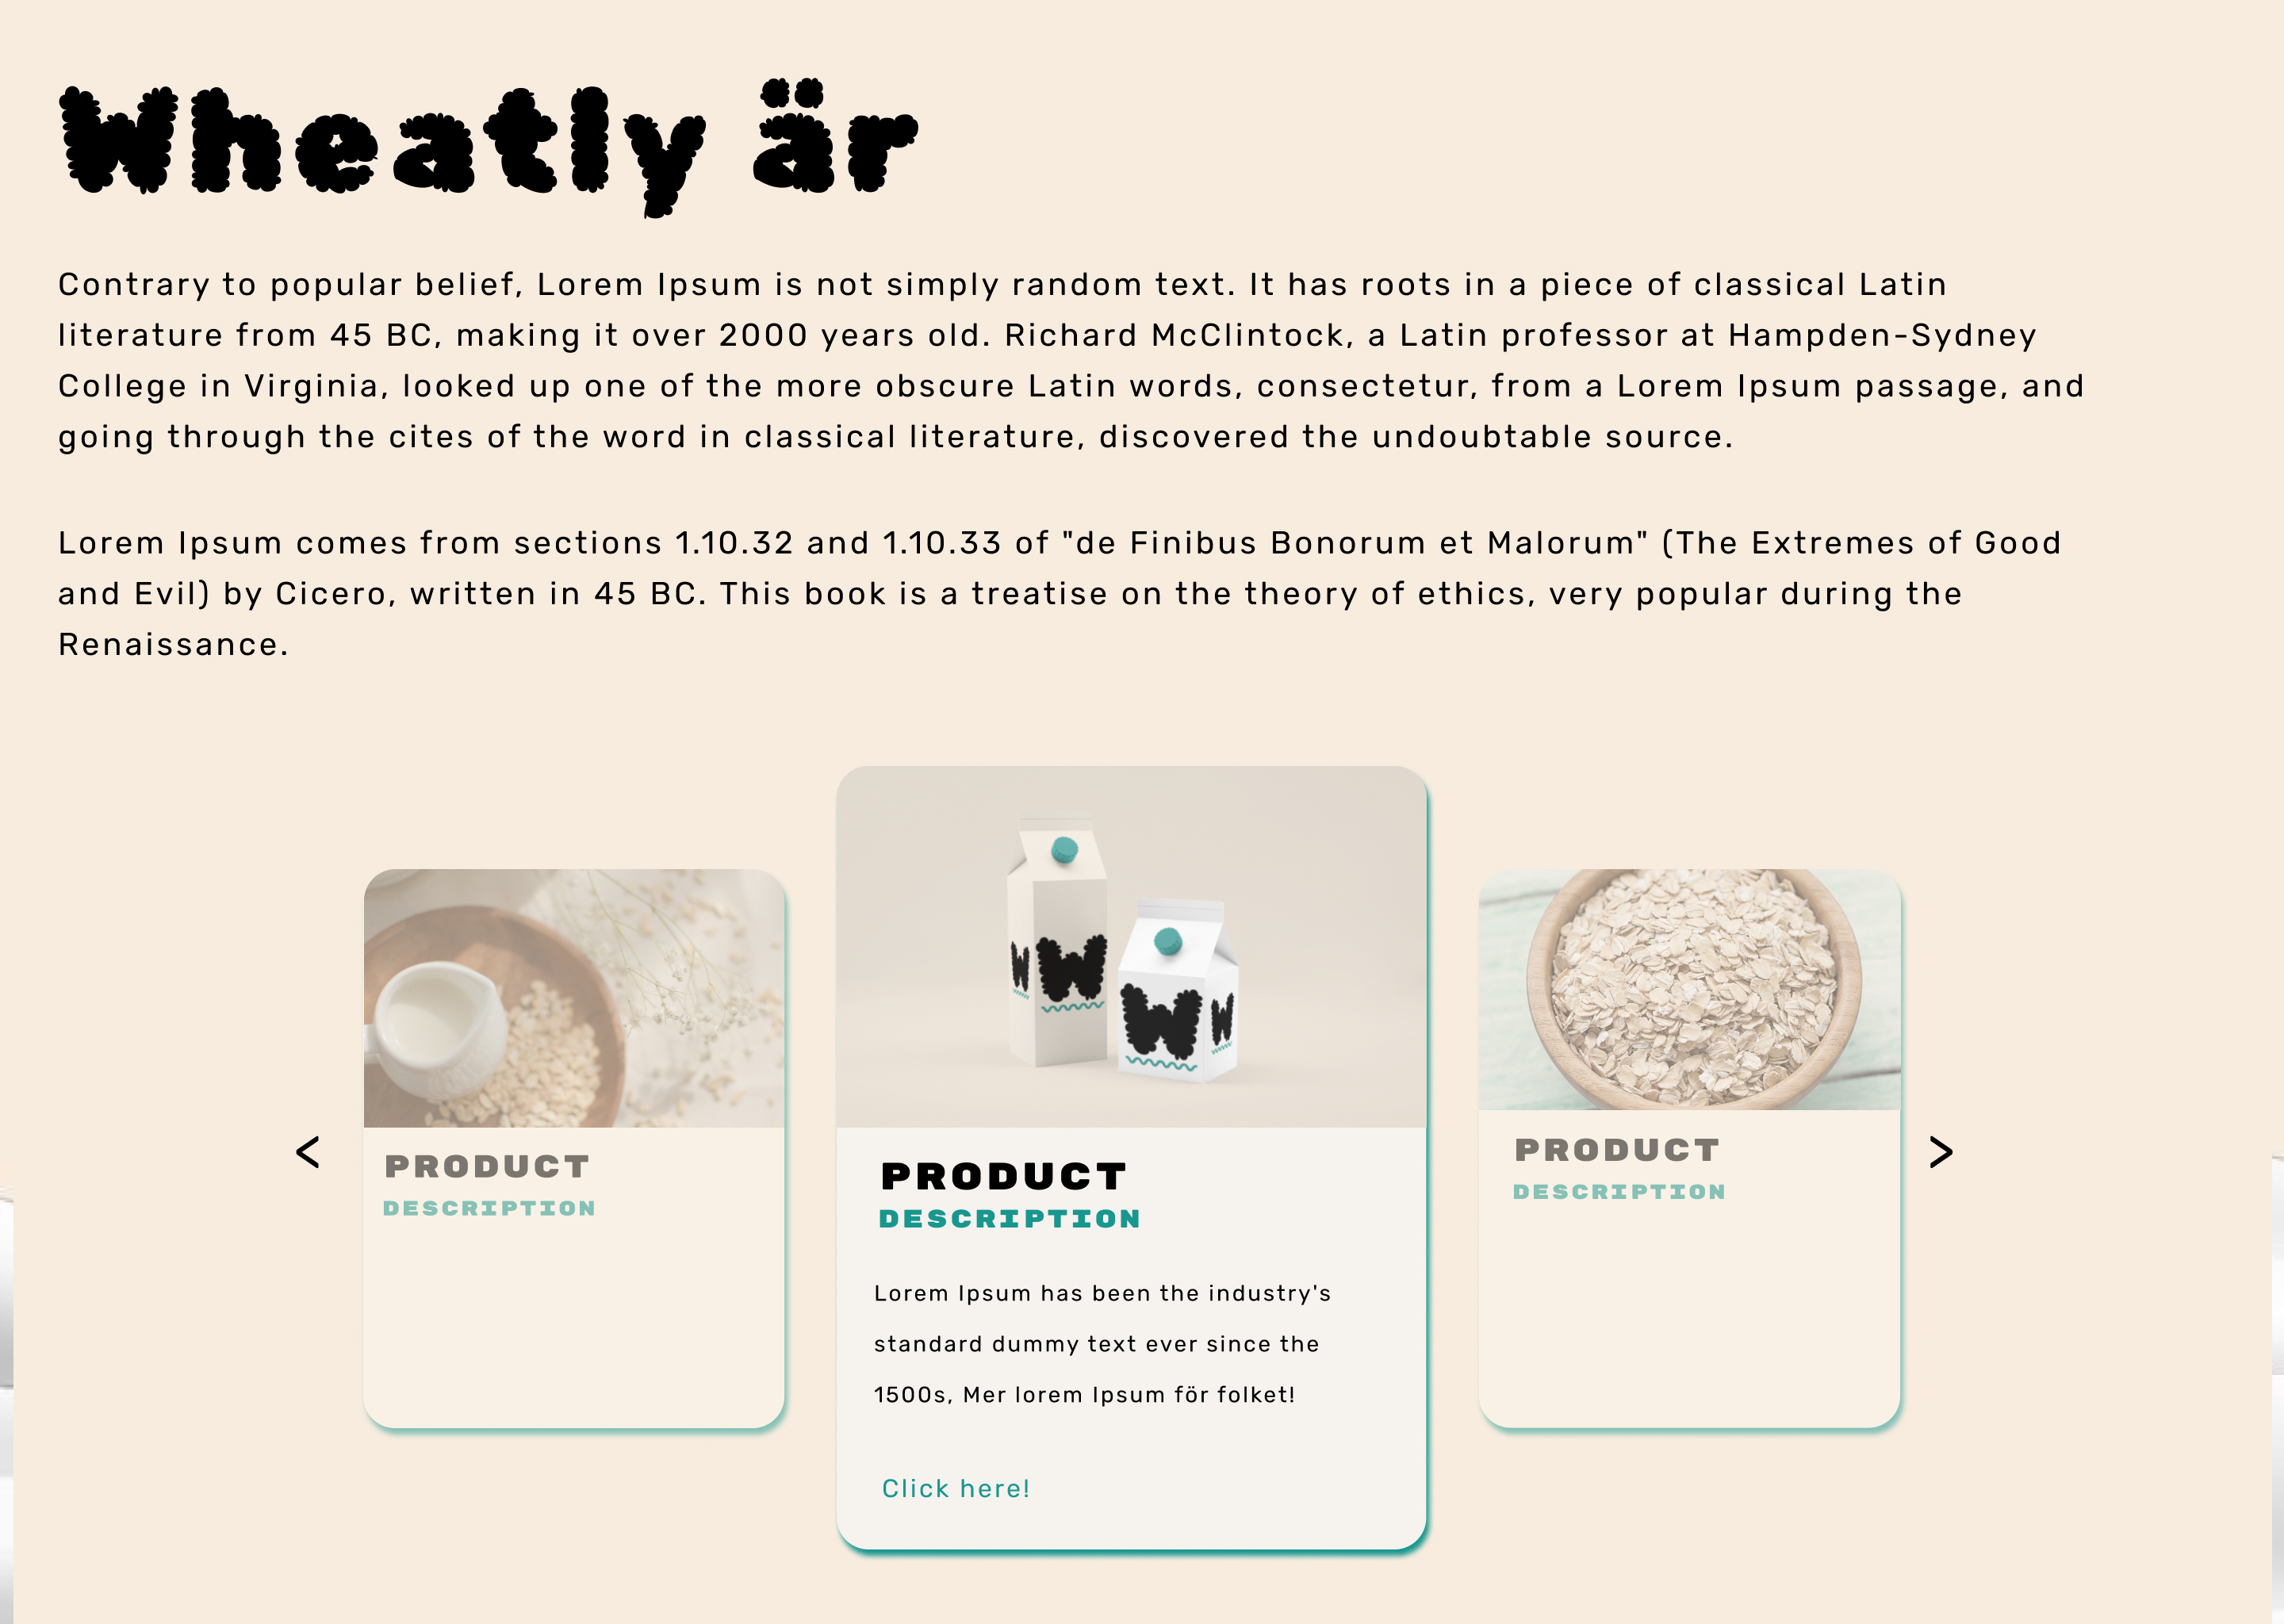 Wheatly är
Contrary to popular belief, Lorem Ipsum is not simply random text. It has roots in a piece of classical Latin
literature from 45 BC, making it over 2000 years old. Richard McClintock, a Latin professor at Hampden-Sydney
College in Virginia, looked up one of the more obscure Latin words, consectetur, from a Lorem Ipsum passage, and
going through the cites of the word in classical literature, discovered the undoubtable source.
Lorem Ipsum comes from sections 1.10.32 and 1.10.33 of "de Finibus Bonorum et Malorum" (The Extremes of Good
and Evil) by Cicero, written in 45 BC. This book is a treatise on the theory of ethics, very popular during the
Renaissance.
W W
W W
<
PRODUCT
DESCRIPTION
PRODUCT
DESCRIPTION
Lorem Ipsum has been the industry's
standard dummy text ever since the
1500s, Mer lorem Ipsum för folket!
Click here!
PRODUCT
DESCRIPTION
>